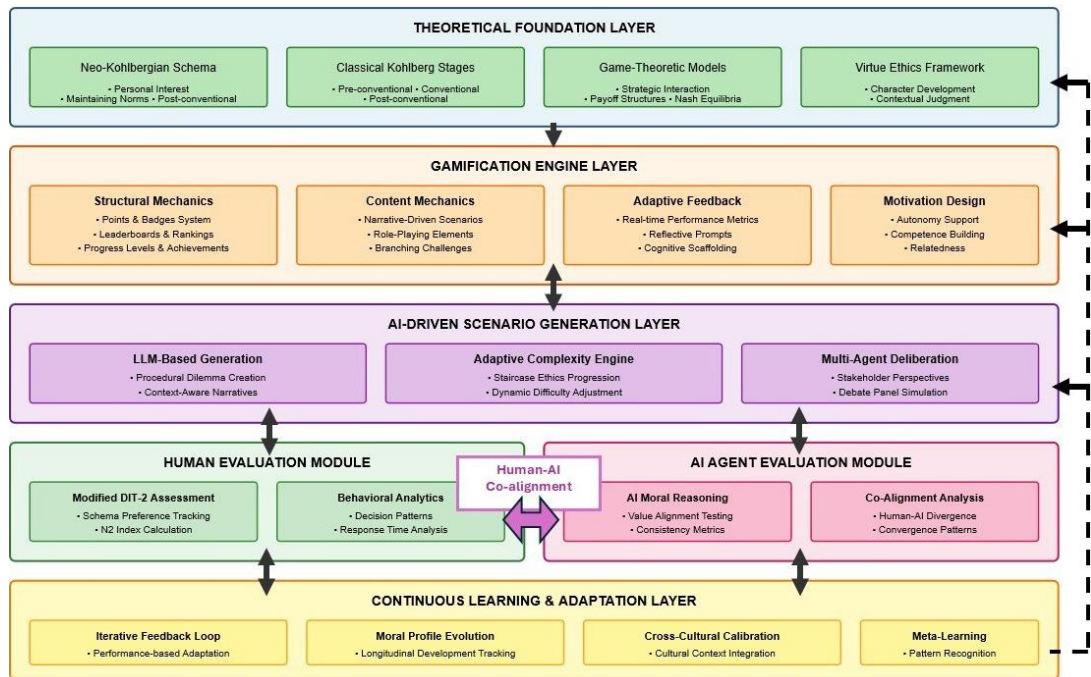 THEORETICAL FOUNDATION LAYER
Neo-Kohlbergian Schema
• Personal Interest
• Maintaining Norms • Post-conventional
Classical Kohlberg Stages
• Pre-conventional • Conventional
• Post-conventional
Game-Theoretic Models
• Strategic Interaction
• Payoff Structures • Nash Equilibria
Virtue Ethics Framework
• Character Development
• Contextual Judgment
GAMIFICATION ENGINE LAYER
Structural Mechanics
• Points & Badges System
• Leaderboards & Rankings
• Progress Levels & Achievements
Content Mechanics
• Narrative-Driven Scenarios
• Role-Playing Elements
• Branching Challenges
Adaptive Feedback
• Real-time Performance Metrics
• Reflective Prompts
• Cognitive Scaffolding
Motivation Design
• Autonomy Support
• Competence Building
• Relatedness
AI-DRIVEN SCENARIO GENERATION LAYER
LLM-Based Generation
• Procedural Dilemma Creation
• Context-Aware Narratives
Adaptive Complexity Engine
• Staircase Ethics Progression
• Dynamic Difficulty Adjustment
Multi-Agent Deliberation
• Stakeholder Perspectives
• Debate Panel Simulation
HUMAN EVALUATION MODULE
Modified DIT-2 Assessment
• Schema Preference Tracking
• N2 Index Calculation
Behavioral Analytics
• Decision Patterns
• Response Time Analysis
Human-AI
Co-alignment
AI AGENT EVALUATION MODULE
AI Moral Reasoning
• Value Alignment Testing
• Consistency Metrics
Co-Alignment Analysis
• Human-AI Divergence
• Convergence Patterns
CONTINUOUS LEARNING & ADAPTATION LAYER
Iterative Feedback Loop
• Performance-based Adaptation
Moral Profile Evolution
• Longitudinal Development Tracking
Cross-Cultural Calibration
• Cultural Context Integration
Meta-Learning
• Pattern Recognition